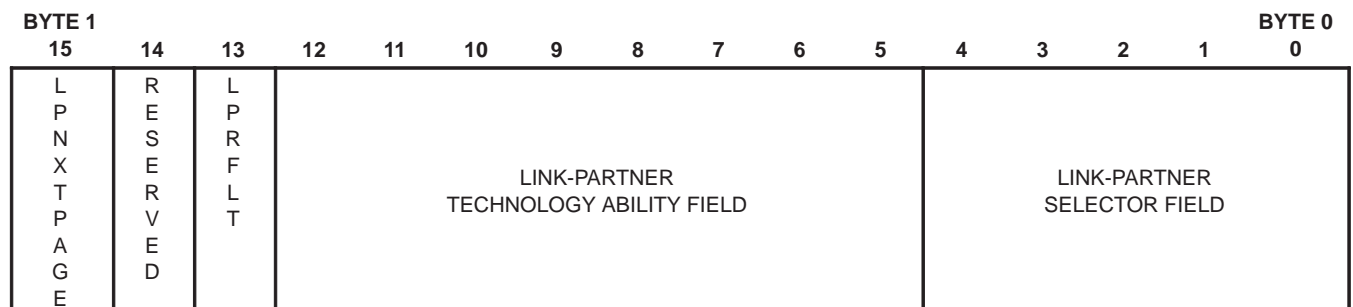 BYTE 1 BYTE 0
15 14 13 12 11 10 9 8 7 6 5 4 3 2 1 0
LPNXTPAGE
RESERVED
LPRFLT
LINK-PARTNER
TECHNOLOGY ABILITY FIELD
LINK-PARTNER
SELECTOR FIELD